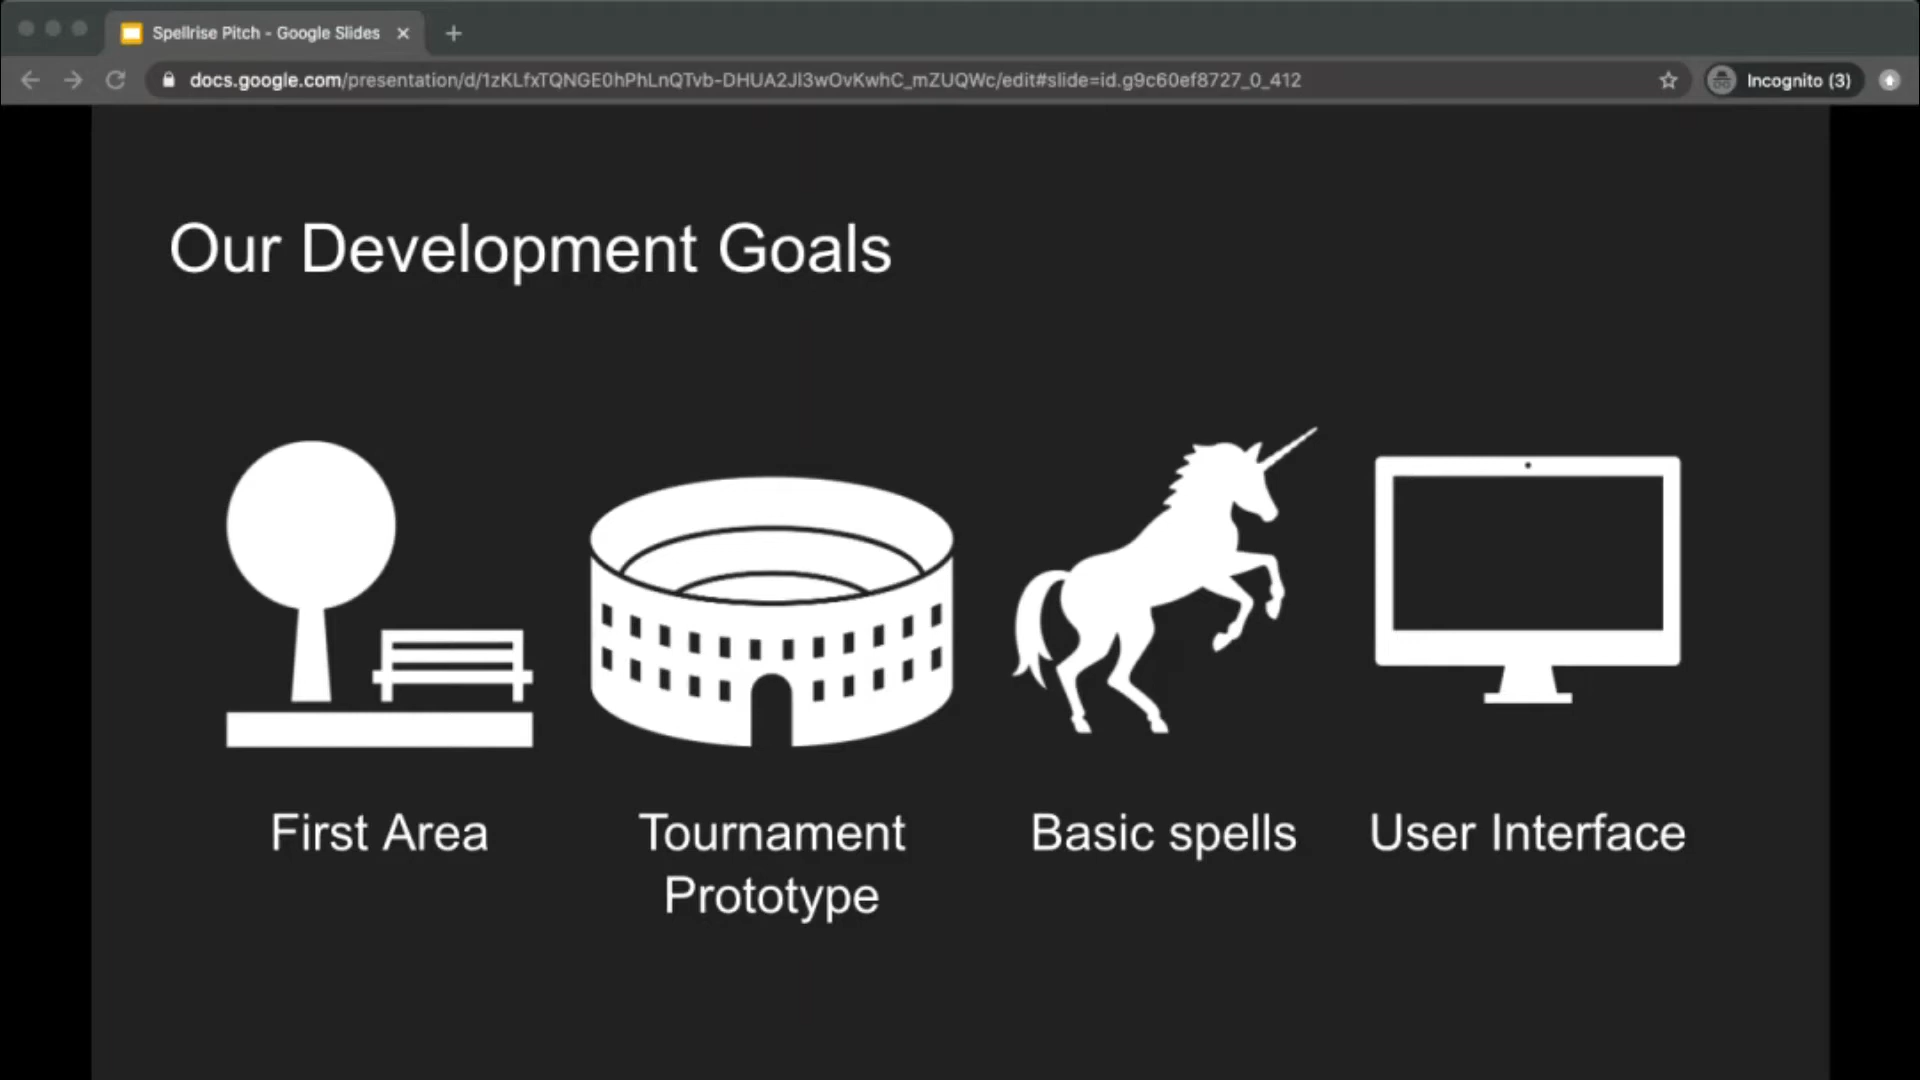 Spellrise Pitch - Google Slides
docs.google.com/presentation/d/1zKLfxTQNGE0hPhLnQTvb-DHUA2JI3wOvKwhC_mZUQWc/edit#slide=id.g9c60ef8727_0_412
Incognito (3)
Our Development Goals
First Area
Tournament
Prototype
Basic spells
User Interface